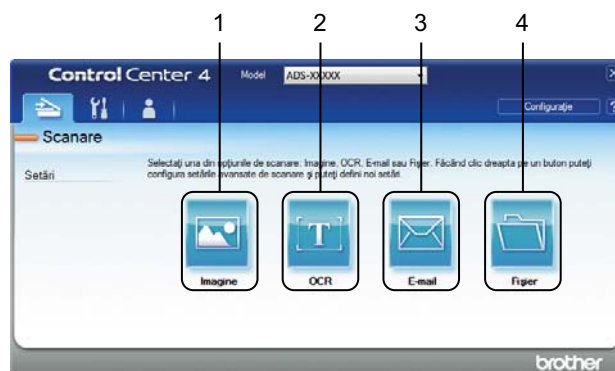 1 2 3 4
Control Center 4 Model ADS-XXXXX
Configurație ?
Scanare
Setări
Selectați una din opțiunile de scanare: Imagine, OCR, E-mail sau Fișier. Făcând clic dreapta pe un buton puteți
configura setările avansate de scanare și puteți defini noi setări.
T
Imagine OCR E-mail Fișier
brother